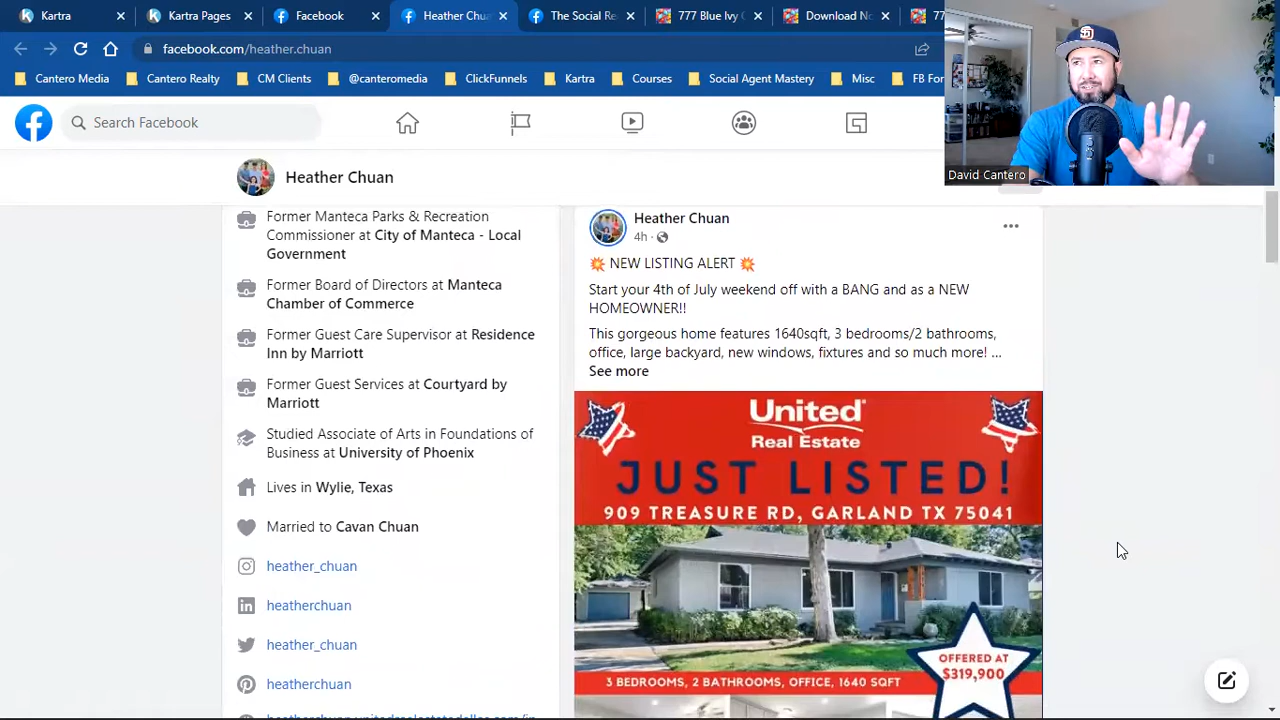 Kartra
Kartra Pages
Facebook
Heather Chua
The Social Re
777 Blue Ivy
Download No
77
facebook.com/heather.chuan
Cantero Media
Cantero Realty
CM Clients
@canteromedia
ClickFunnels
Kartra
Courses
Social Agent Mastery
Misc
FB For
David Cantero
Search Facebook
Heather Chuan
Former Manteca Parks & Recreation
Commissioner at City of Manteca - Local
Government
Former Board of Directors at Manteca
Chamber of Commerce
Former Guest Care Supervisor at Residence
Inn by Marriott
Former Guest Services at Courtyard by
Marriott
Studied Associate of Arts in Foundations of
Business at University of Phoenix
Lives in Wylie, Texas
Married to Cavan Chuan
heather_chuan
heatherchuan
heather_chuan
heatherchuan
Heather Chuan
4h ·
💥 NEW LISTING ALERT 💥
Start your 4th of July weekend off with a BANG and as a NEW
HOMEOWNER!!
This gorgeous home features 1640sqft, 3 bedrooms/2 bathrooms,
office, large backyard, new windows, fixtures and so much more! ...
See more
United
Real Estate
JUST LISTED!
909 TREASURE RD, GARLAND TX 75041
OFFERED AT
$319,900
3 BEDROOMS, 2 BATHROOMS, OFFICE, 1640 SQFT